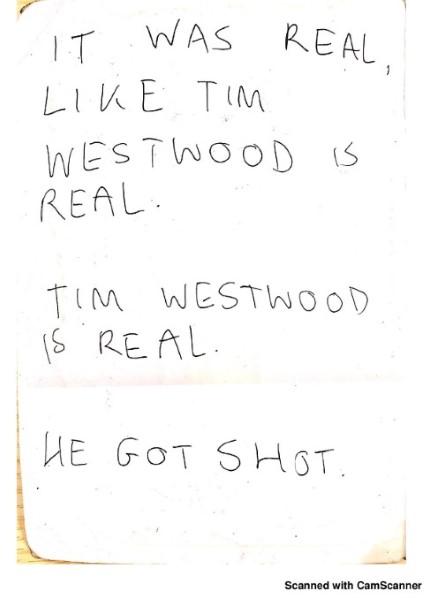 IT WAS REAL,
LIKE TIM
WESTWOOD IS
REAL.
TIM WESTWOOD
IS REAL.
HE GOT SHOT.
Scanned with CamScanner